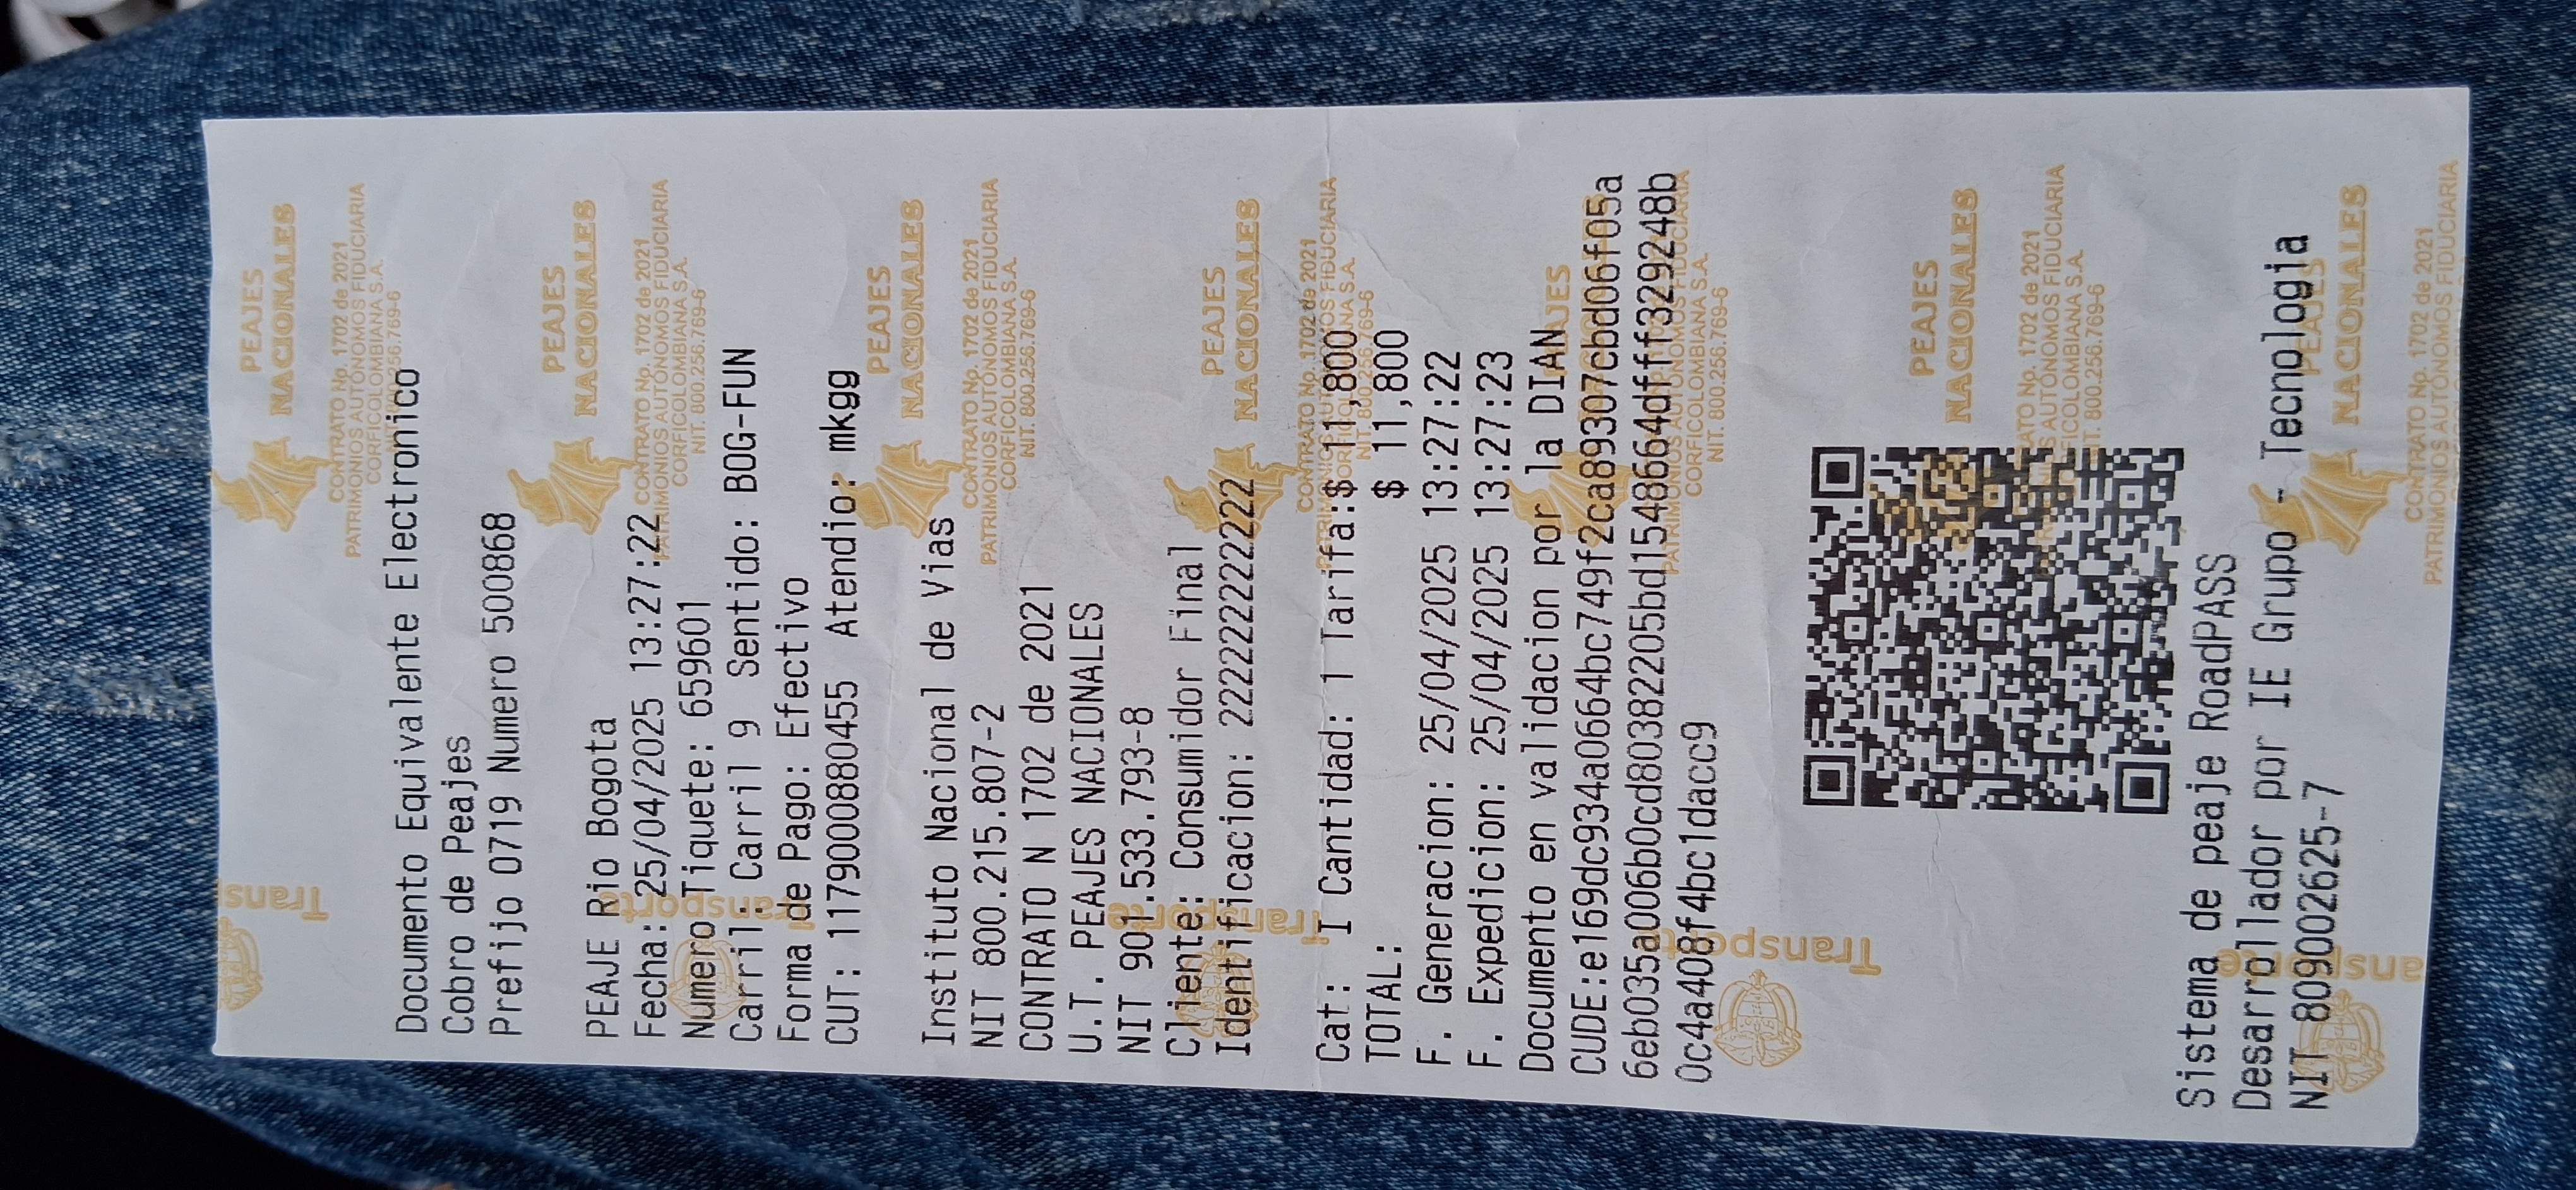 Documento Equivalente Electronico
Cobro de Peajes
Prefijo 0719 Numero 500868
PEAJE Rio Bogota
Fecha: 25/04/2025 13:27:22
Numero Tiquete: 659601
Carril: Carril 9 Sentido: BOG-FUN
Forma de Pago: Efectivo
CUT: 1179000880455 Atendio: mkgg
Instituto Nacional de Vias
NIT 800.215.807-2
CONTRATO N 1702 de 2021
U.T. PEAJES NACIONALES
NIT 901.533.793-8
Cliente: Consumidor Final
Identificacion: 222222222222
Cat: I Cantidad: 1 Tarifa:$ 11,800
TOTAL: $ 11,800
F. Generacion: 25/04/2025 13:27:22
F. Expedicion: 25/04/2025 13:27:23
Documento en validacion por la DIAN
CUDE:e169dc934a0664bc749f2ca89307cbd06f05a
6eb035a006b0cd80382205bd1548664dfff329248b
0c4a408f4bc1dacc9
Sistema de peaje RoadPASS
Desarrollador por IE Grupo - Tecnologia
NIT 809002625-7
PEAJES
NACIONALES
CONTRATO No. 1702 de 2021
PATRIMONIOS AUTÓNOMOS FIDUCIARIA
CORFICOLOMBIANA S.A.
NIT. 800.256.769-6
Transporte